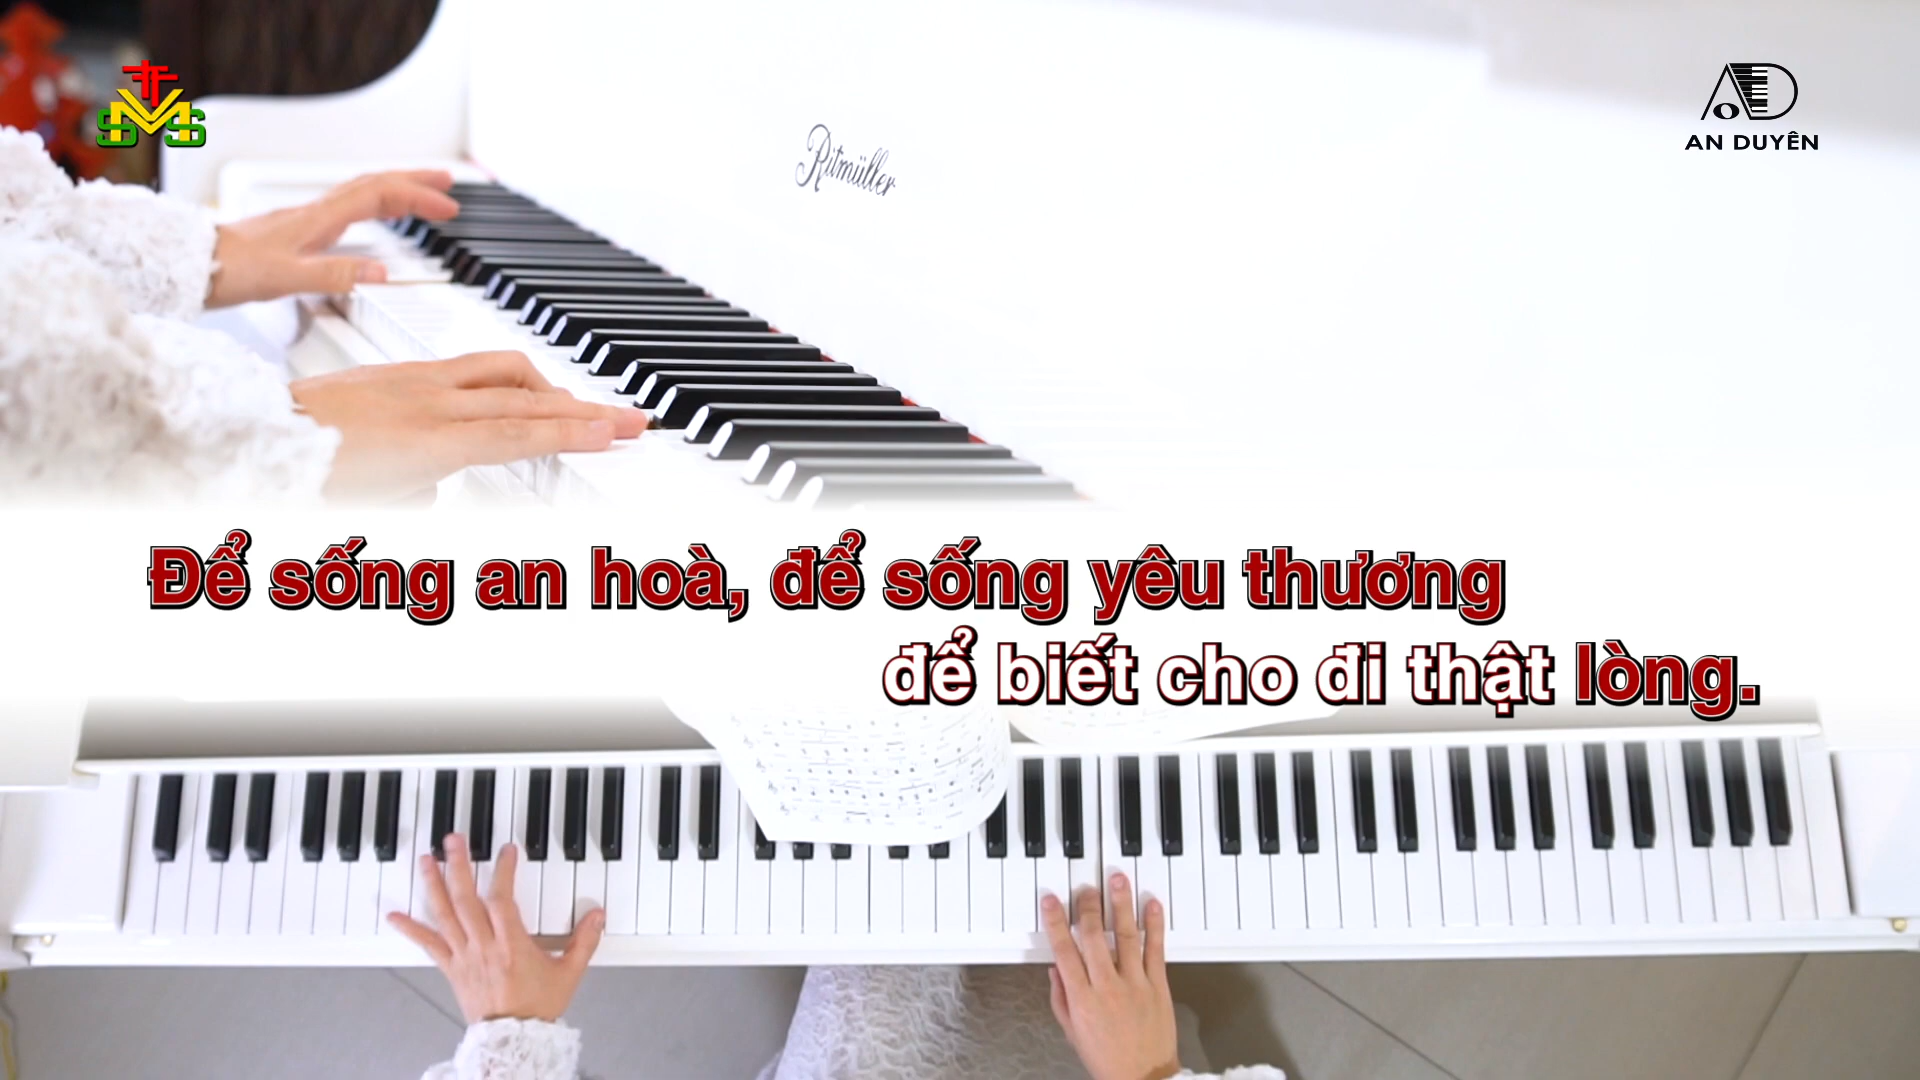 AN DUYÊN
Ritmüller
Để sống an hoà, để sống yêu thương
để biết cho đi thật lòng.